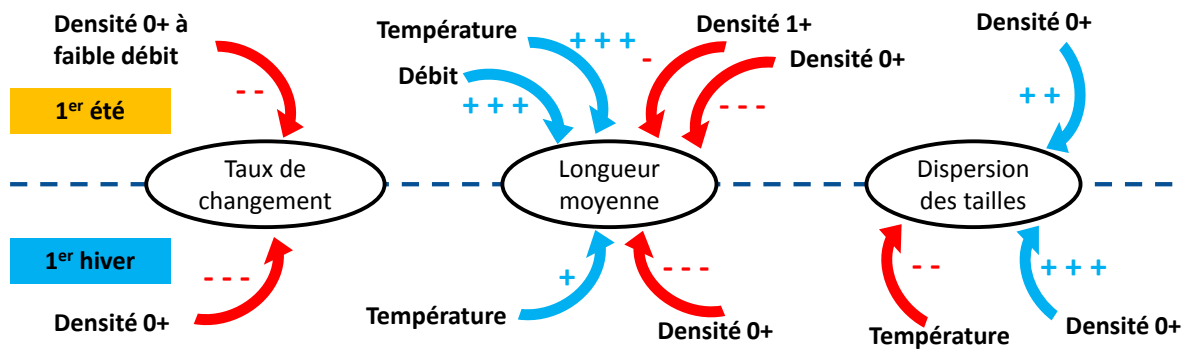 Densité 0+ à
faible débit
- -
1er été
Température
+ + +
Débit
+ + +
Densité 1+
-
Densité 0+
- - -
Densité 0+
+ +
Taux de
changement
Longueur
moyenne
Dispersion
des tailles
1er hiver
- - -
Densité 0+
+
Température
- - -
Densité 0+
- -
Température
+ + +
Densité 0+